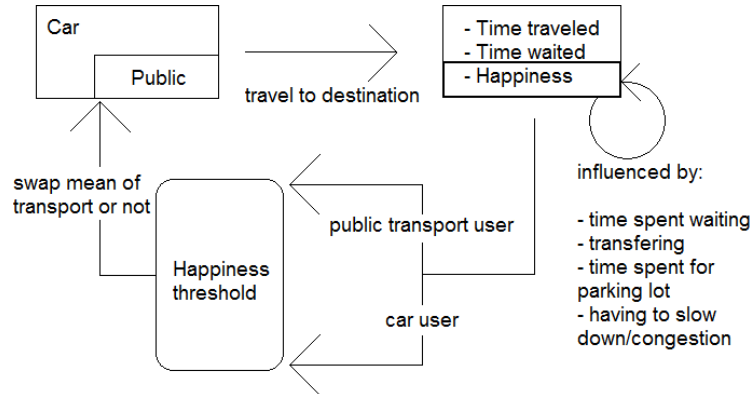 Car
Public
travel to destination
- Time traveled
- Time waited
- Happiness
influenced by:
- time spent waiting
- transfering
- time spent for
parking lot
- having to slow
down/congestion
public transport user
car user
Happiness
threshold
swap mean of
transport or not